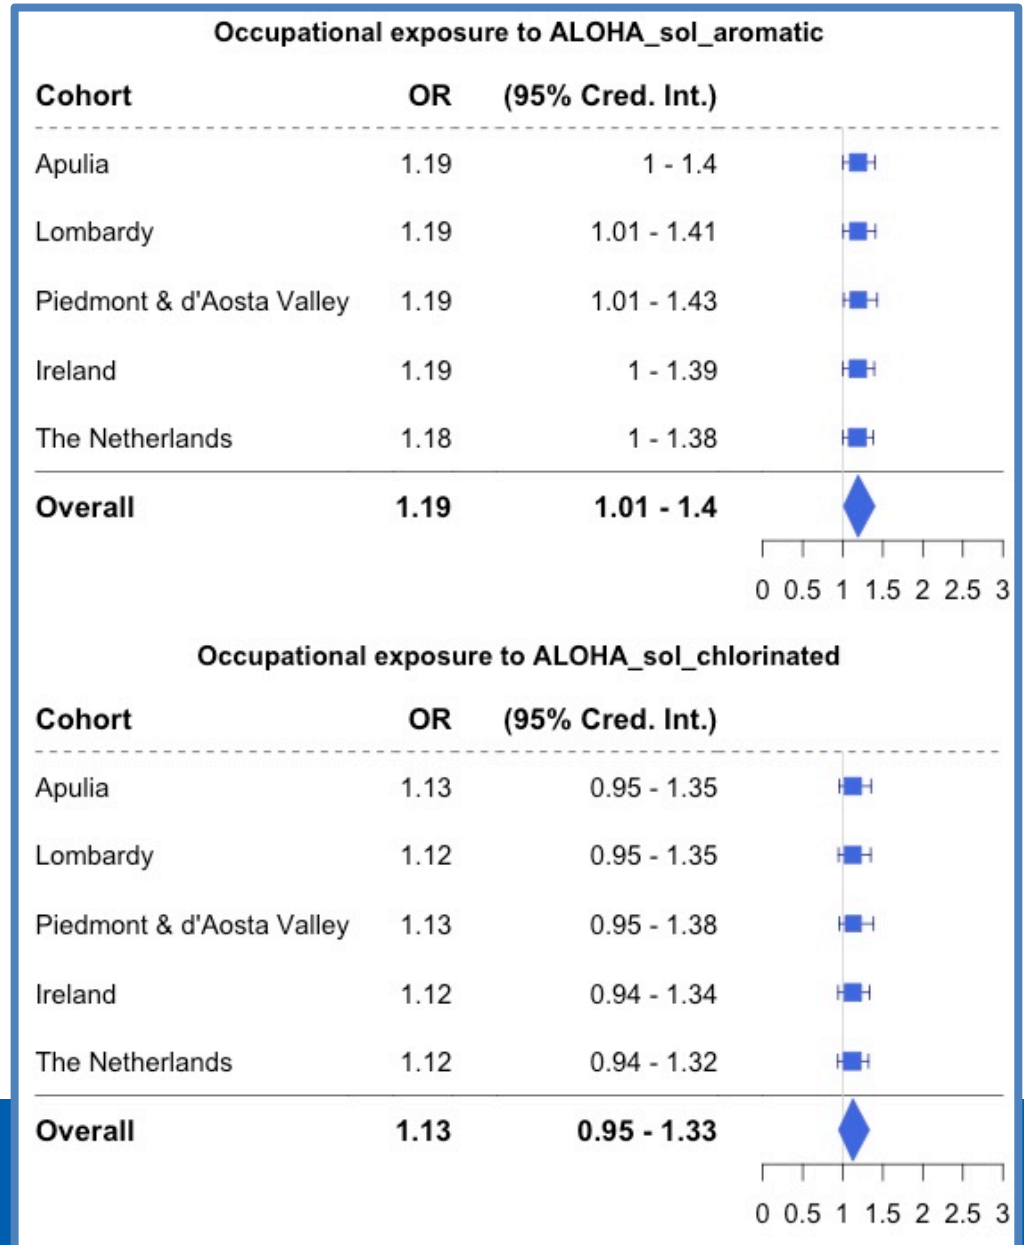 Occupational exposure to ALOHA_sol_aromatic
Cohort OR (95% Cred. Int.)
Apulia 1.19 1 - 1.4
Lombardy 1.19 1.01 - 1.41
Piedmont & d'Aosta Valley 1.19 1.01 - 1.43
Ireland 1.19 1 - 1.39
The Netherlands 1.18 1 - 1.38
Overall 1.19 1.01 - 1.4
0 0.5 1 1.5 2 2.5 3
Occupational exposure to ALOHA_sol_chlorinated
Cohort OR (95% Cred. Int.)
Apulia 1.13 0.95 - 1.35
Lombardy 1.12 0.95 - 1.35
Piedmont & d'Aosta Valley 1.13 0.95 - 1.38
Ireland 1.12 0.94 - 1.34
The Netherlands 1.12 0.94 - 1.32
Overall 1.13 0.95 - 1.33
0 0.5 1 1.5 2 2.5 3